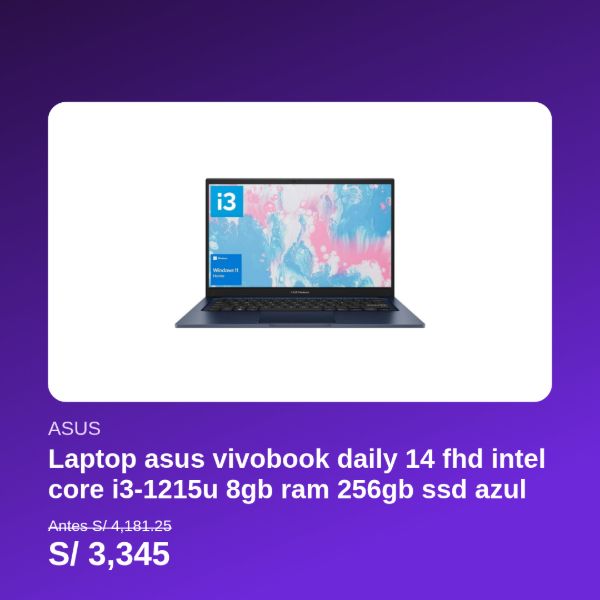 i3
Windows 11
Home
ASUS
Laptop asus vivobook daily 14 fhd intel
core i3-1215u 8gb ram 256gb ssd azul
Antes S/ 4,181.25
S/ 3,345